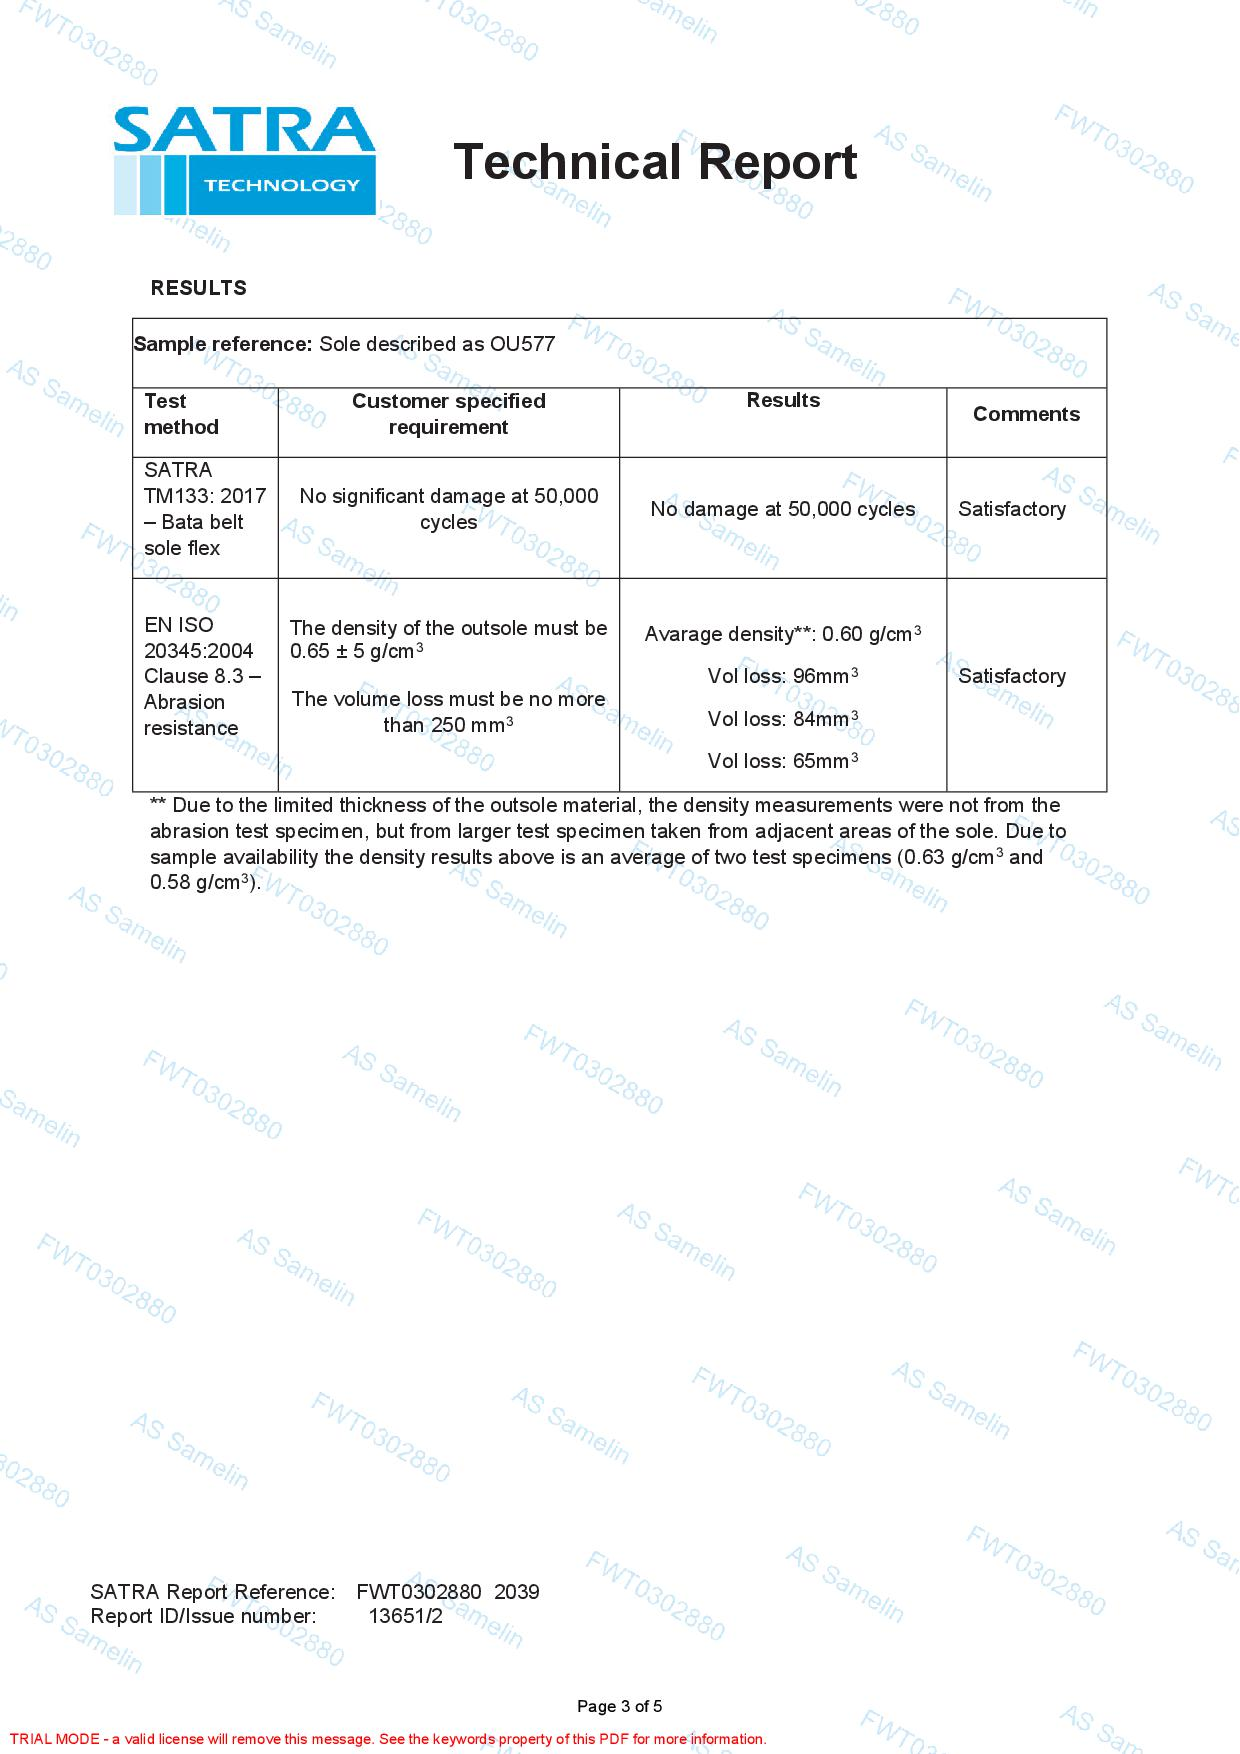 SATRA
TECHNOLOGY
Technical Report
RESULTS
Sample reference: Sole described as OU577
Test
method
Customer specified
requirement
Results
Comments
SATRA
TM133: 2017
– Bata belt
sole flex
No significant damage at 50,000
cycles
No damage at 50,000 cycles
Satisfactory
EN ISO
20345:2004
Clause 8.3 –
Abrasion
resistance
The density of the outsole must be
0.65 ± 5 g/cm³
The volume loss must be no more
than 250 mm³
Avarage density**: 0.60 g/cm³
Vol loss: 96mm³
Vol loss: 84mm³
Vol loss: 65mm³
Satisfactory
** Due to the limited thickness of the outsole material, the density measurements were not from the
abrasion test specimen, but from larger test specimen taken from adjacent areas of the sole. Due to
sample availability the density results above is an average of two test specimens (0.63 g/cm³ and
0.58 g/cm³).
SATRA Report Reference: FWT0302880 2039
Report ID/Issue number: 13651/2
Page 3 of 5
TRIAL MODE - a valid license will remove this message. See the keywords property of this PDF for more information.
AS Samelin
FWT0302880